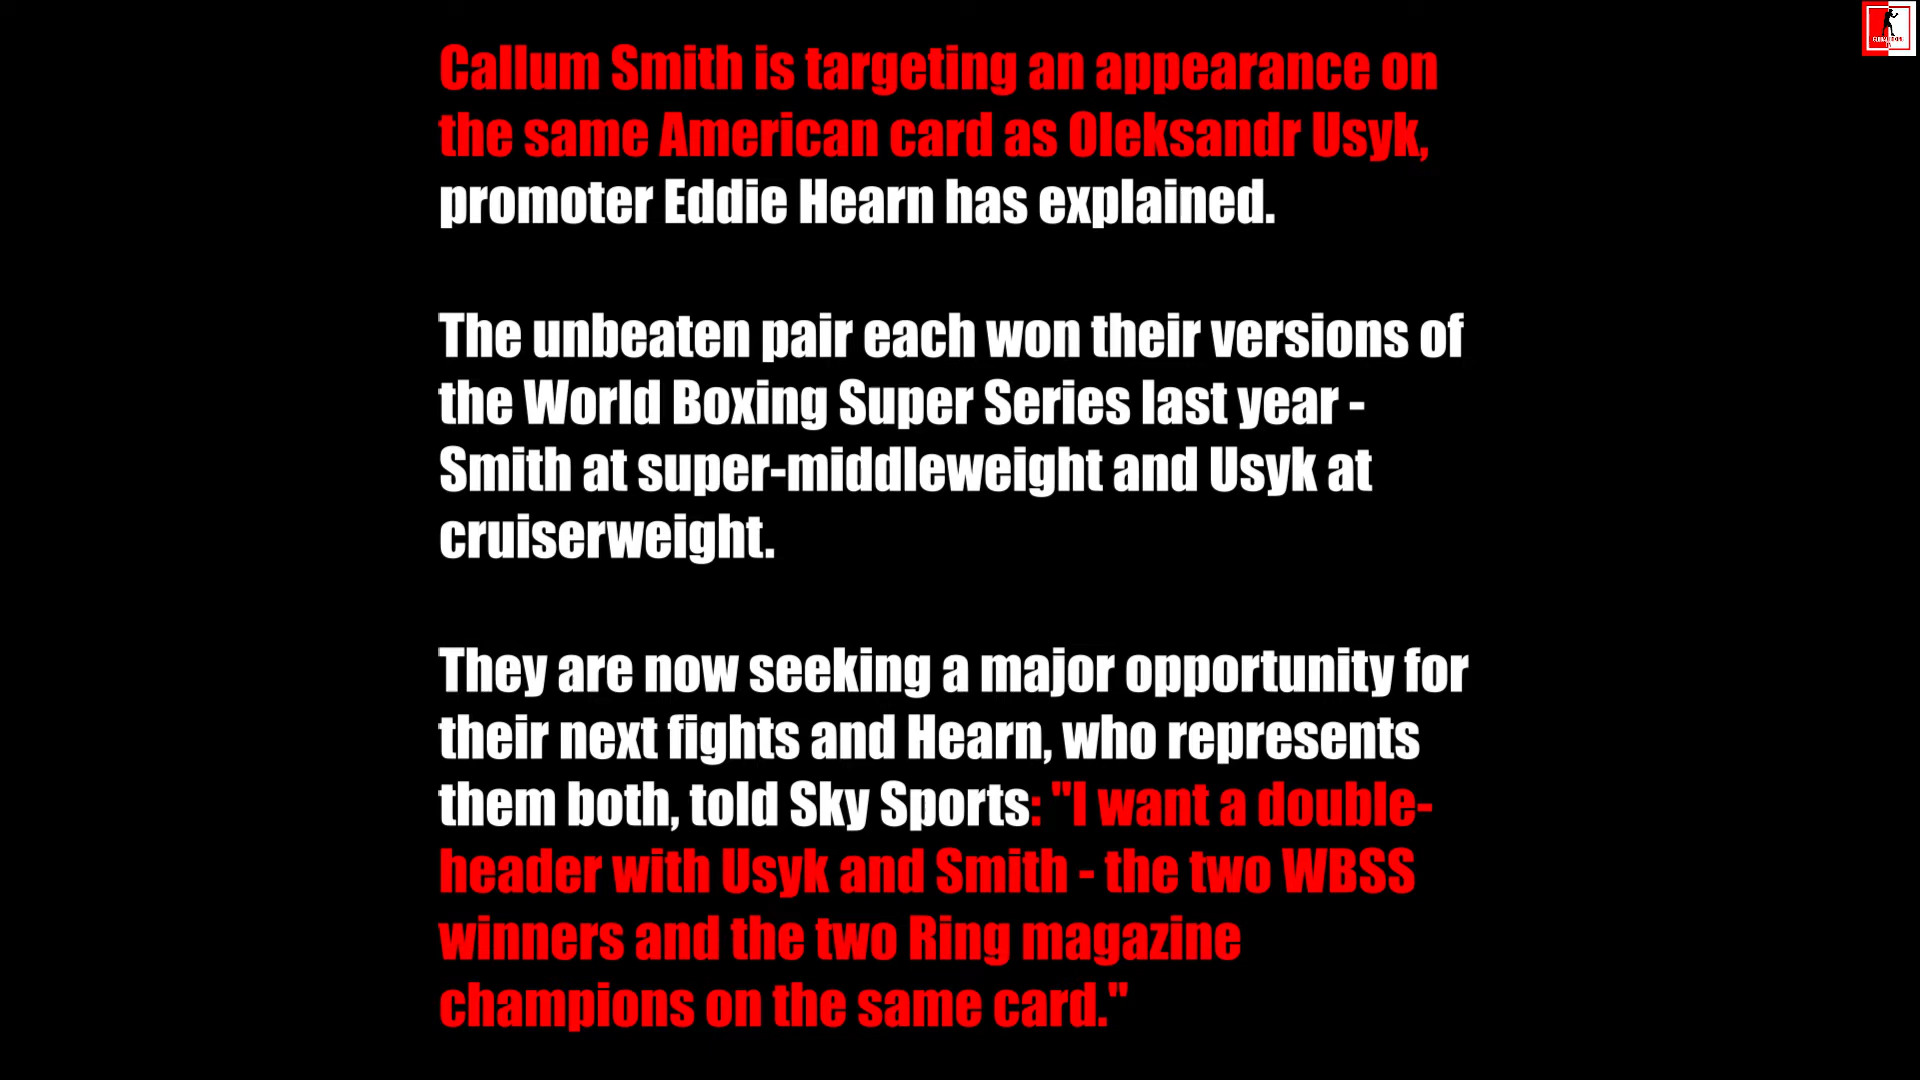 Callum Smith is targeting an appearance on
the same American card as Oleksandr Usyk,
promoter Eddie Hearn has explained.
The unbeaten pair each won their versions of
the World Boxing Super Series last year -
Smith at super-middleweight and Usyk at
cruiserweight.
They are now seeking a major opportunity for
their next fights and Hearn, who represents
them both, told Sky Sports: "I want a double-
header with Usyk and Smith - the two WBSS
winners and the two Ring magazine
champions on the same card."